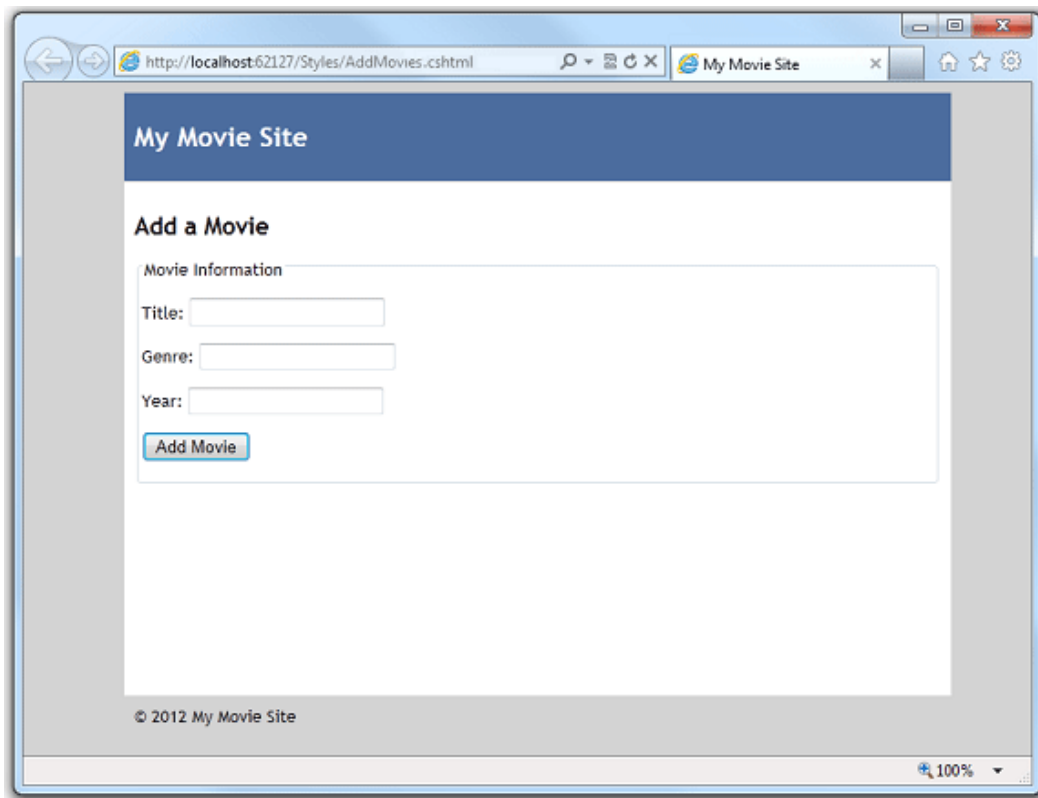 http://localhost:62127/Styles/AddMovies.cshtml
My Movie Site
My Movie Site
Add a Movie
Movie Information
Title:
Genre:
Year:
Add Movie
© 2012 My Movie Site
100%